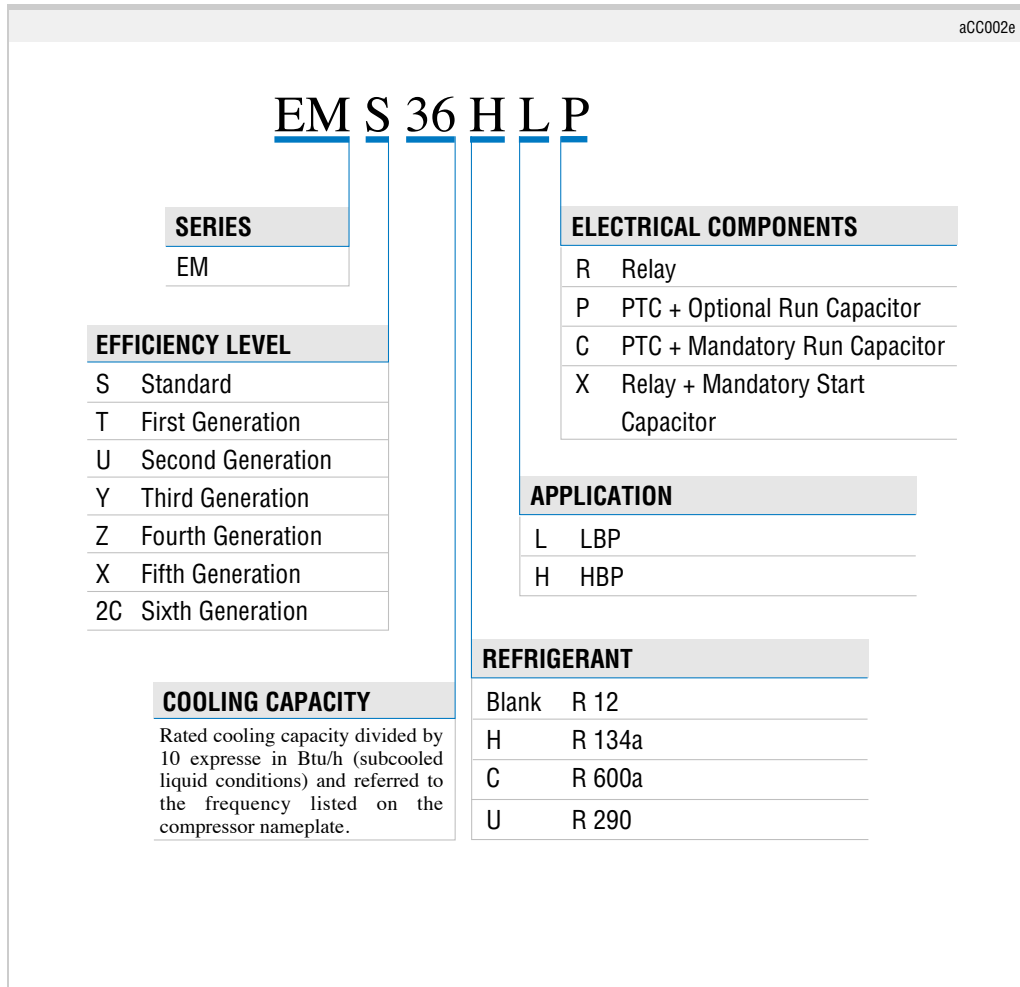 aCC002e
EM S 36 H L P
SERIES
EM
EFFICIENCY LEVEL
S Standard
T First Generation
U Second Generation
Y Third Generation
Z Fourth Generation
X Fifth Generation
2C Sixth Generation
COOLING CAPACITY
Rated cooling capacity divided by
10 expresse in Btu/h (subcooled
liquid conditions) and referred to
the frequency listed on the
compressor nameplate.
ELECTRICAL COMPONENTS
R Relay
P PTC + Optional Run Capacitor
C PTC + Mandatory Run Capacitor
X Relay + Mandatory Start
Capacitor
APPLICATION
L LBP
H HBP
REFRIGERANT
Blank R 12
H R 134a
C R 600a
U R 290